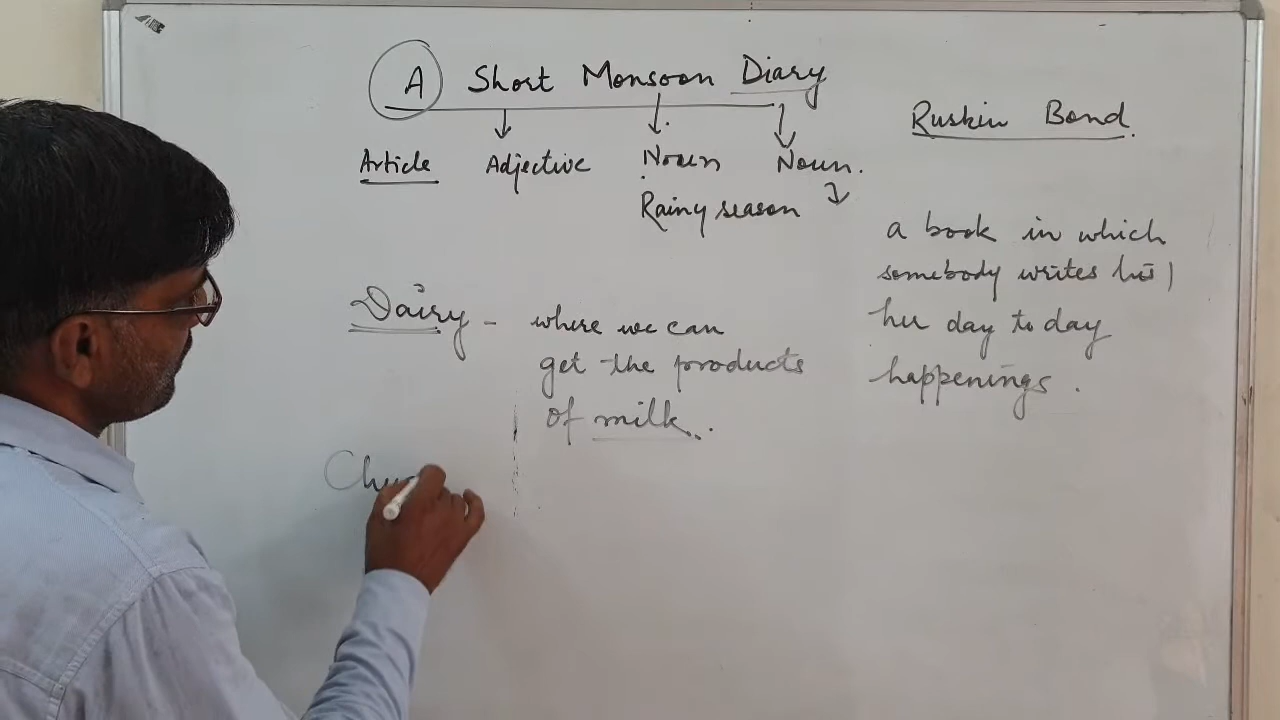 A Short Monsoon Diary
Ruskin Bond.
Article Adjective Noun Noun.
Rainy season
a book in which
somebody writes his /
her day to day
happenings.
Dairy - where we can
get the products
of milk.